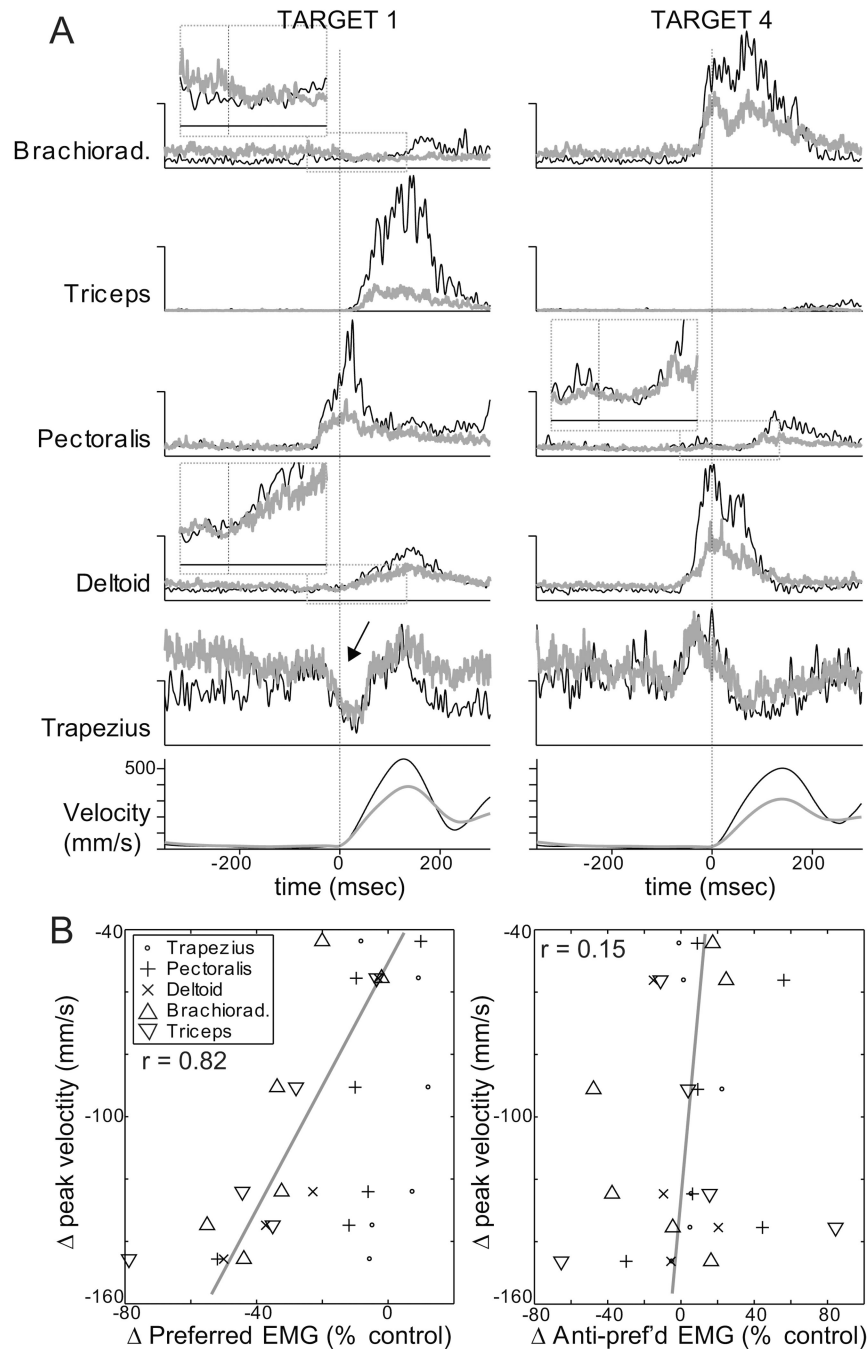 A
TARGET 1
TARGET 4
Brachiorad.
Triceps
Pectoralis
Deltoid
Trapezius
500
Velocity
(mm/s)
-200 0 200
time (msec)
-200 0 200
time (msec)
B
-40
-100
-160
Δ peak veloctity (mm/s)
Trapezius
Pectoralis
Deltoid
Brachiorad.
Triceps
r = 0.82
-80 -40 0
Δ Preferred EMG (% control)
-40
-100
-160
Δ peak veloctity (mm/s)
r = 0.15
-80 -40 0 40 80
Δ Anti-pref'd EMG (% control)